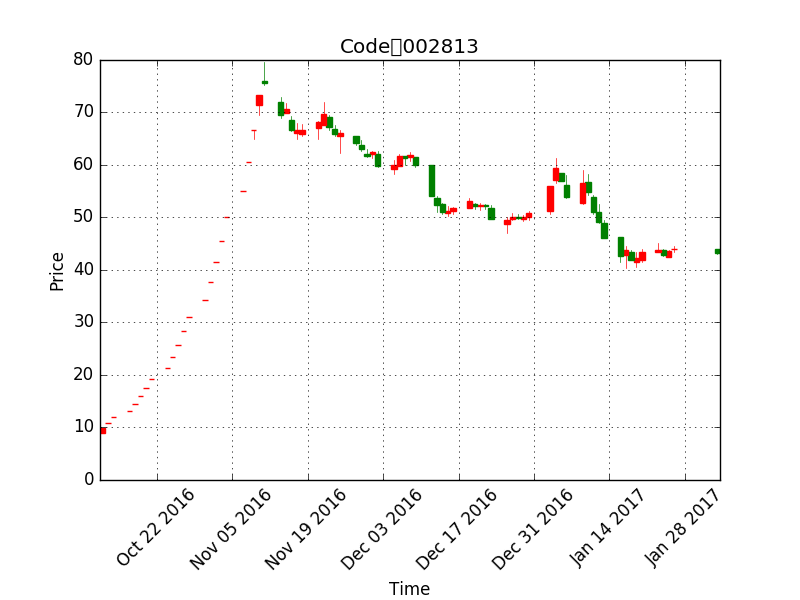 Code▯002813
80
70
60
50
40
30
20
10
0
Price
Oct 22 2016
Nov 05 2016
Nov 19 2016
Dec 03 2016
Dec 17 2016
Dec 31 2016
Jan 14 2017
Jan 28 2017
Time